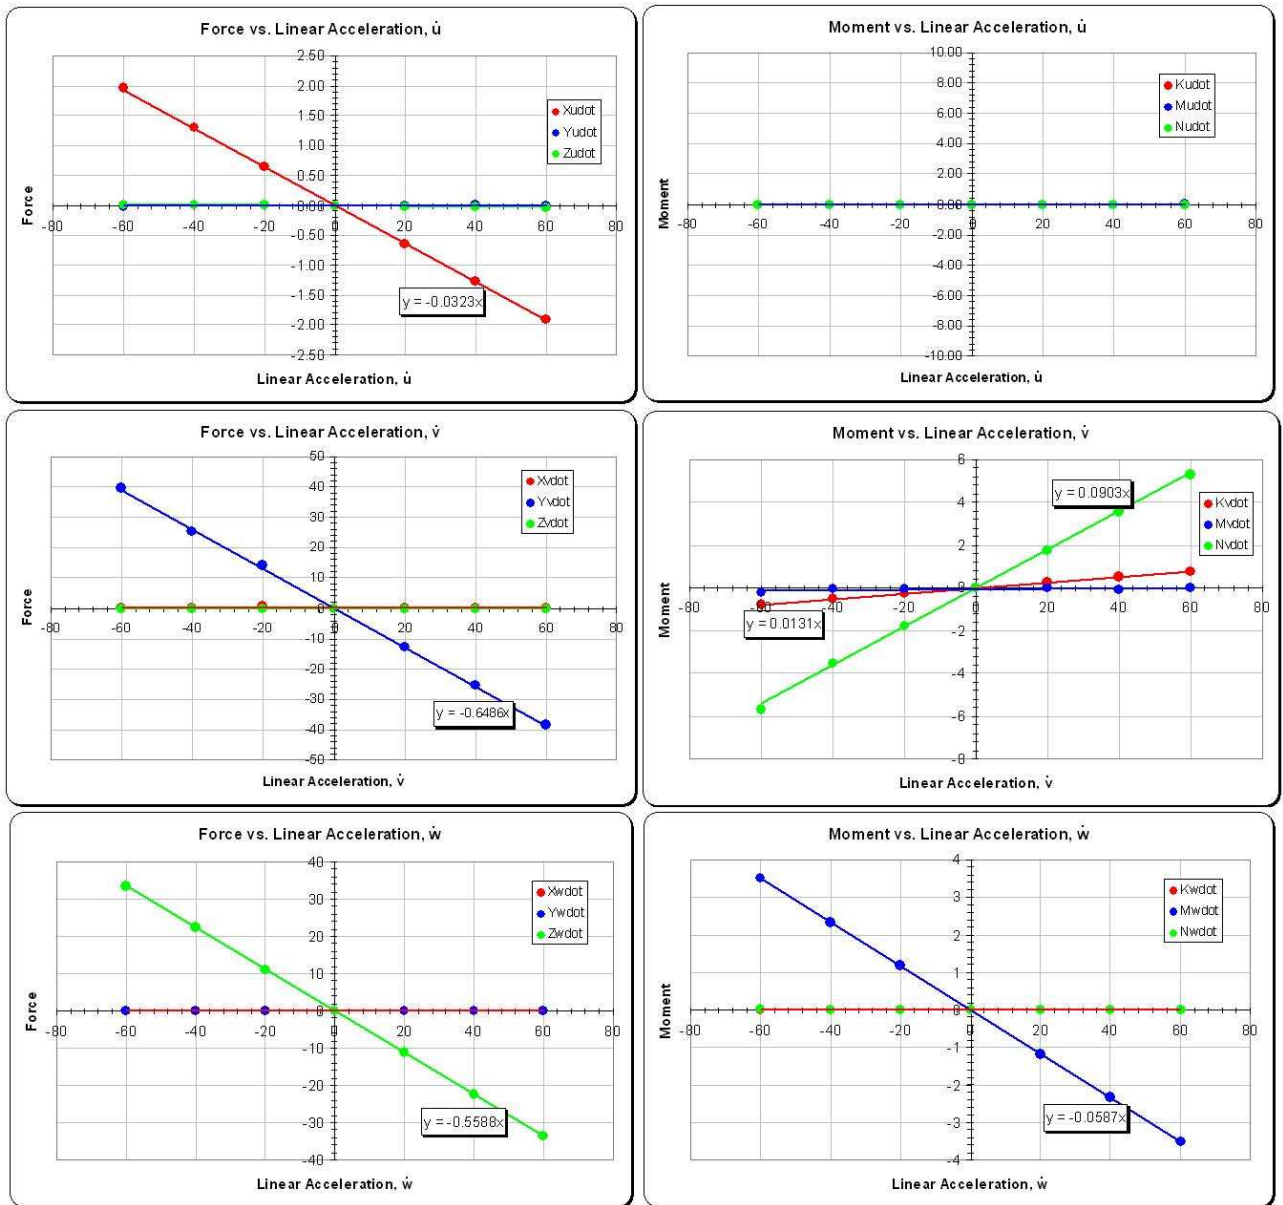 Force vs. Linear Acceleration, u̇
2.50
2.00
1.50
1.00
0.50
0.00
-0.50
-1.00
-1.50
-2.00
-2.50
-80 -60 -40 -20 0 20 40 60 80
Force
Xudot
Yudot
Zudot
y = -0.0323x
Linear Acceleration, u̇
Moment vs. Linear Acceleration, u̇
10.00
8.00
6.00
4.00
2.00
0.00
-2.00
-4.00
-6.00
-8.00
-10.00
-80 -60 -40 -20 0 20 40 60 80
Moment
Kudot
Mudot
Nudot
Linear Acceleration, u̇
Force vs. Linear Acceleration, v̇
50
40
30
20
10
0
-10
-20
-30
-40
-50
-80 -60 -40 -20 0 20 40 60 80
Force
Xvdot
Yvdot
Zvdot
y = -0.6486x
Linear Acceleration, v̇
Moment vs. Linear Acceleration, v̇
6
4
2
0
-2
-4
-6
-8
-80 -60 -40 -20 0 20 40 60 80
Moment
y = 0.0903x
Kvdot
Mvdot
Nvdot
y = 0.0131x
Linear Acceleration, v̇
Force vs. Linear Acceleration, ẇ
40
30
20
10
0
-10
-20
-30
-40
-80 -60 -40 -20 0 20 40 60 80
Force
Xwdot
Ywdot
Zwdot
y = -0.5588x
Linear Acceleration, ẇ
Moment vs. Linear Acceleration, ẇ
4
3
2
1
0
-1
-2
-3
-4
-80 -60 -40 -20 0 20 40 60 80
Moment
Kwdot
Mwdot
Nwdot
y = -0.0587x
Linear Acceleration, ẇ